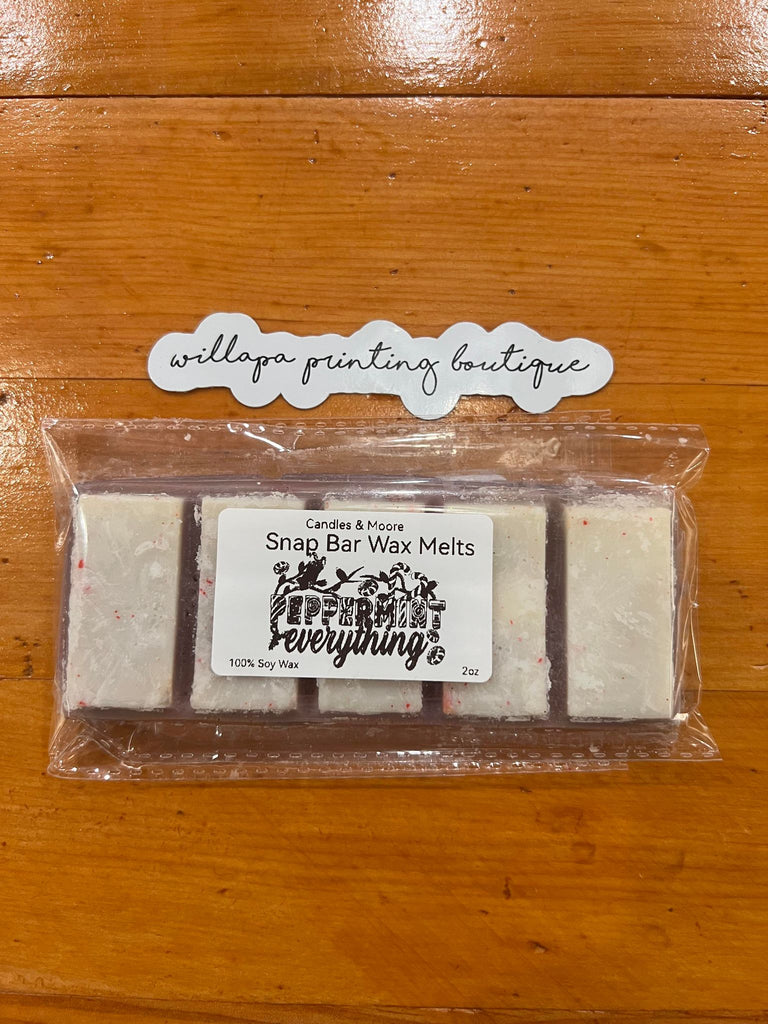 willapa printing boutique
Candles & Moore
Snap Bar Wax Melts
PEPPERMINT
everything
100% Soy Wax
2oz